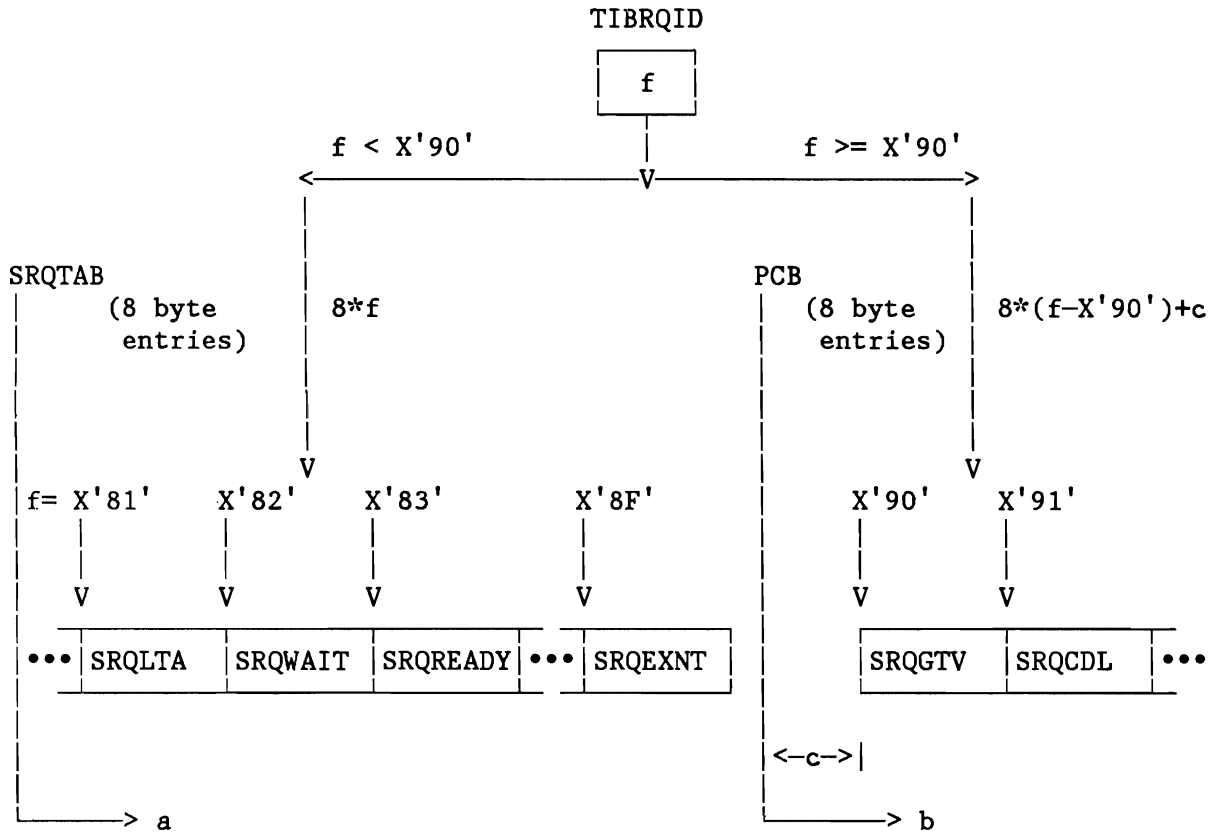 TIBRQID
f
f < X'90' f >= X'90'
< V >
SRQTAB PCB
(8 byte 8*f (8 byte 8*(f-X'90')+c
entries) entries)
V V
f= X'81' X'82' X'83' X'8F' X'90' X'91'
V V V V V V
••• SRQLTA SRQWAIT SRQREADY ••• SRQEXNT SRQGTV SRQCDL •••
<-c->
> a > b